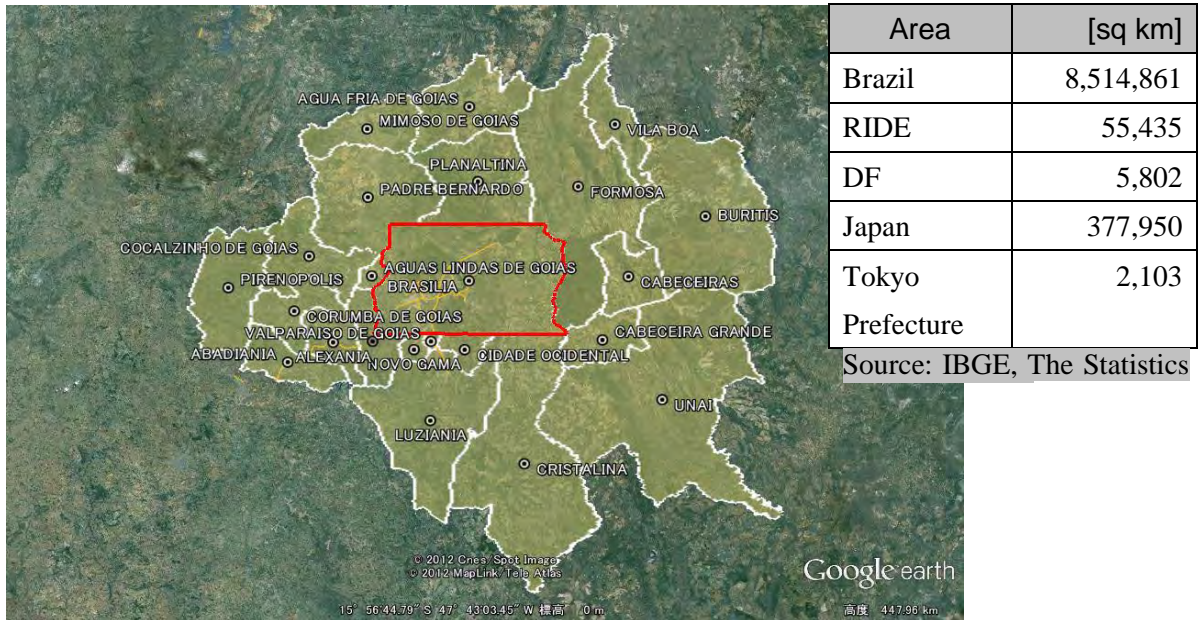 AGUA FRIA DE GOIAS
MIMOSO DE GOIAS
VILA BOA
PLANALTINA
PADRE BERNARDO
FORMOSA
BURITIS
COCALZINHO DE GOIAS
AGUAS LINDAS DE GOIAS
PIRENOPOLIS
BRASILIA
CABECEIRAS
CORUMBA DE GOIAS
VALPARAISO DE GOIAS
CABECEIRA GRANDE
ABADIANIA
ALEXANIA
NOVO GAMA
CIDADE OCIDENTAL
UNAI
LUZIANIA
CRISTALINA
© 2012 Cnes/Spot Image
© 2012 MapLink/Tele Atlas
Google earth
15° 56'44.79" S 47° 43'03.45" W 標高 0 m
高度 447.96 km
Area [sq km]
Brazil 8,514,861
RIDE 55,435
DF 5,802
Japan 377,950
Tokyo 2,103
Prefecture
Source: IBGE, The Statistics